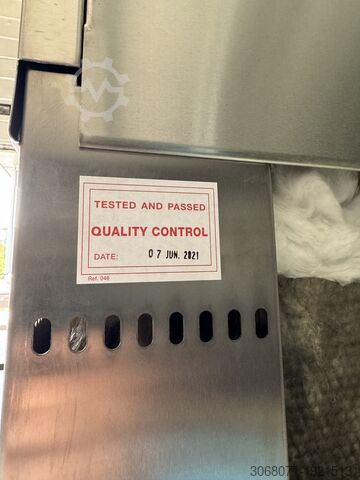 TESTED AND PASSED
QUALITY CONTROL
DATE: 07 JUN. 2021
Ref. 046